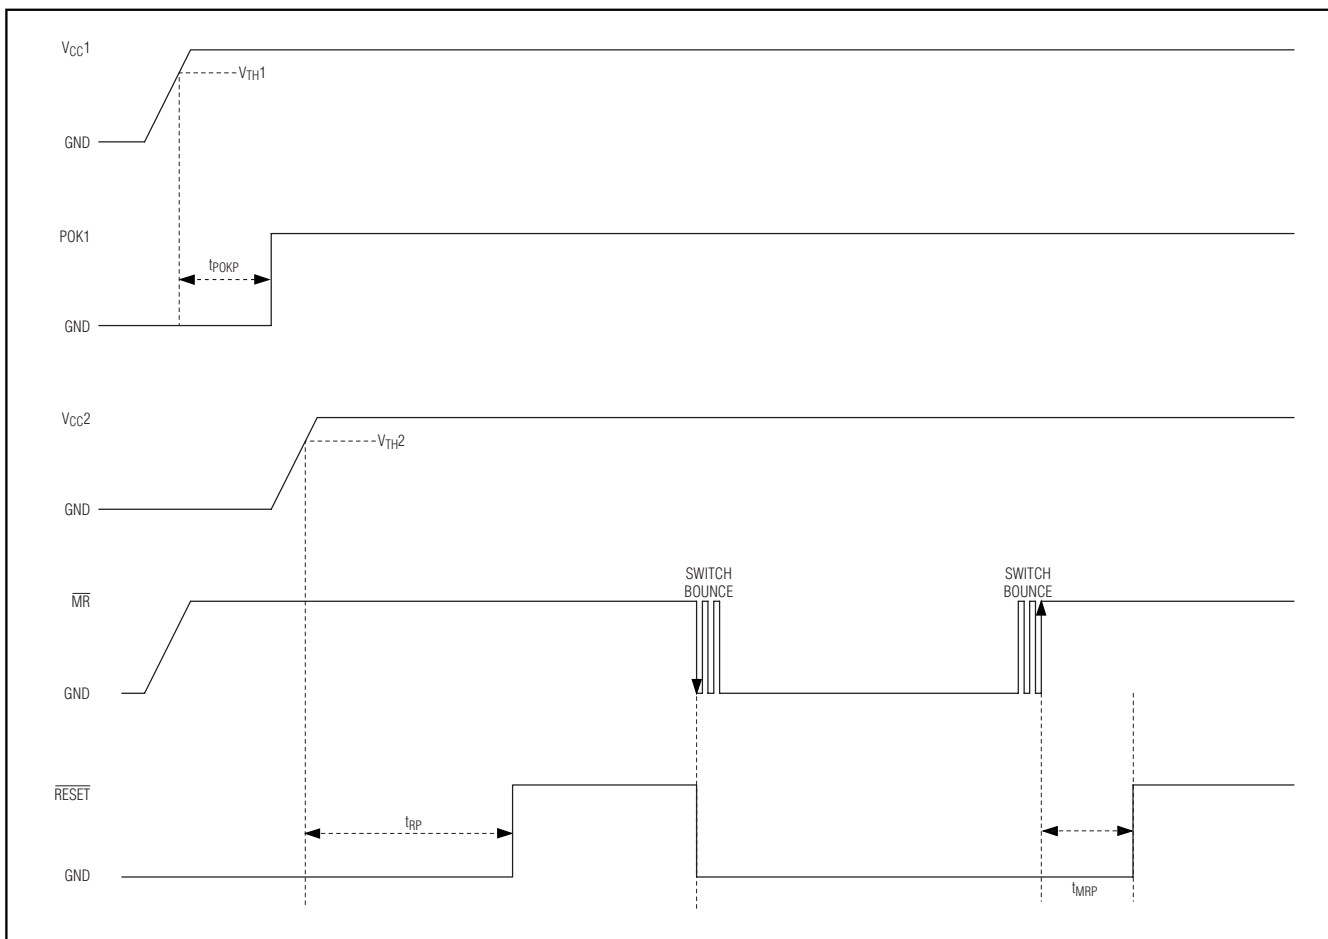 VCC1
VTH1
GND
POK1
tPOKP
GND
VCC2
VTH2
GND
SWITCH
BOUNCE
SWITCH
BOUNCE
MR
GND
RESET
tRP
GND
tMRP